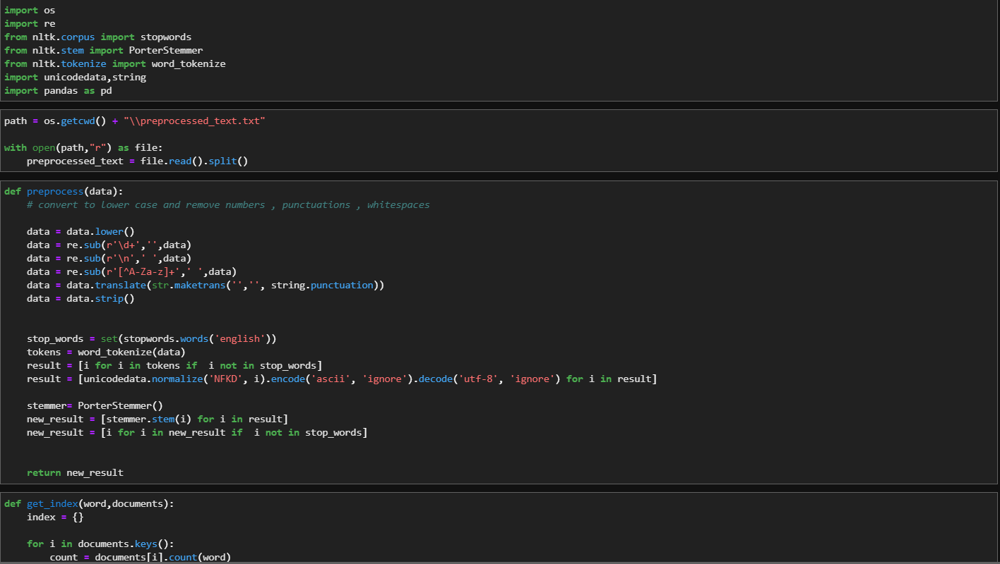 import os
import re
from nltk.corpus import stopwords
from nltk.stem import PorterStemmer
from nltk.tokenize import word_tokenize
import unicodedata,string
import pandas as pd
path = os.getcwd() + "\\preprocessed_text.txt"
with open(path,"r") as file:
    preprocessed_text = file.read().split()
def preprocess(data):
    # convert to lower case and remove numbers , punctuations , whitespaces
    data = data.lower()
    data = re.sub(r'\d+','',data)
    data = re.sub(r'\n',' ',data)
    data = re.sub(r'[^A-Za-z]+',' ',data)
    data = data.translate(str.maketrans('','', string.punctuation))
    data = data.strip()
    stop_words = set(stopwords.words('english'))
    tokens = word_tokenize(data)
    result = [i for i in tokens if  i not in stop_words]
    result = [unicodedata.normalize('NFKD', i).encode('ascii', 'ignore').decode('utf-8', 'ignore') for i in result]
    stemmer= PorterStemmer()
    new_result = [stemmer.stem(i) for i in result]
    new_result = [i for i in new_result if  i not in stop_words]
    return new_result
def get_index(word,documents):
    index = {}
    for i in documents.keys():
        count = documents[i].count(word)